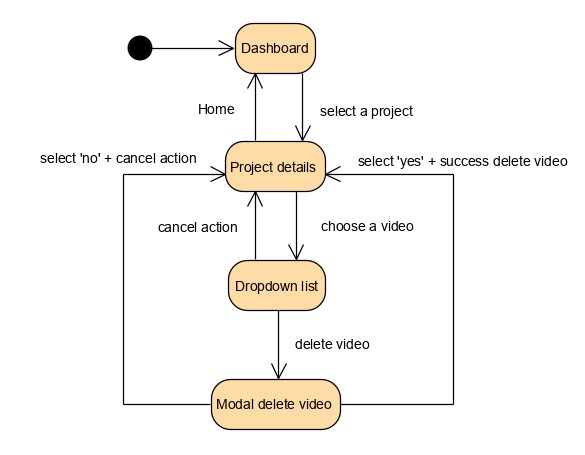 Dashboard
Home
select a project
select 'no' + cancel action
select 'yes' + success delete video
Project details
cancel action
choose a video
Dropdown list
delete video
Modal delete video